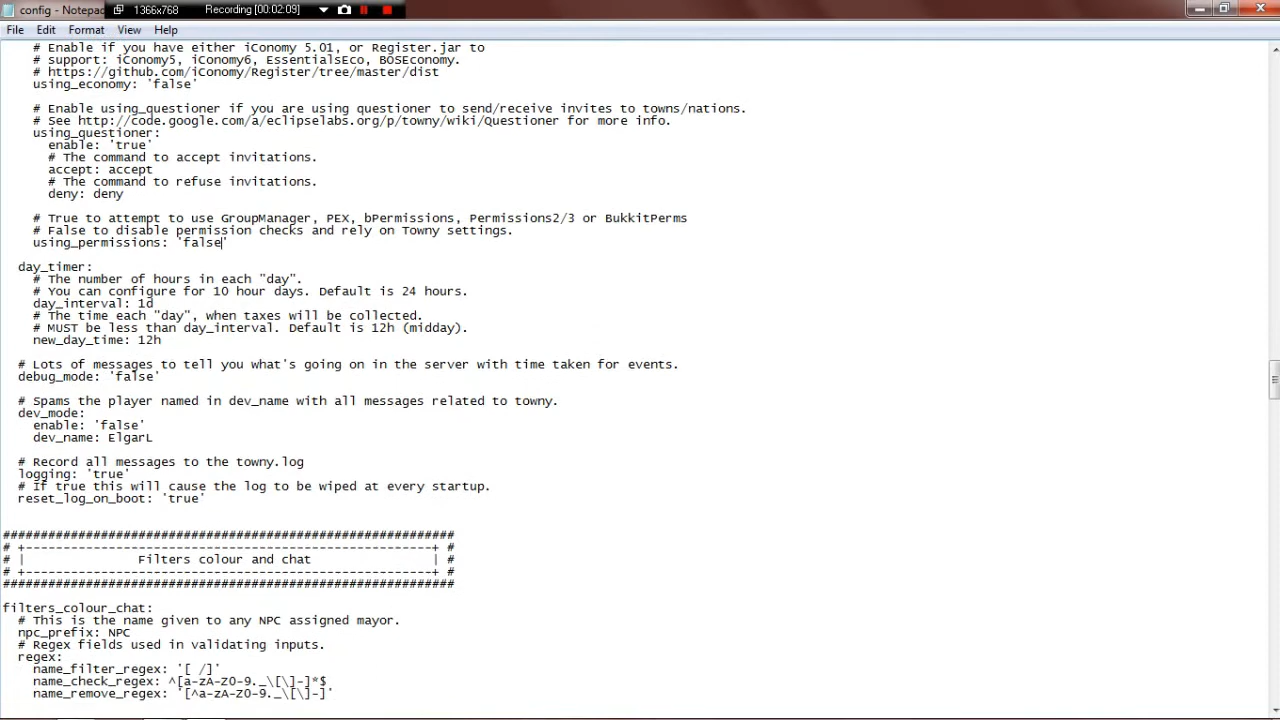 config - Notepad
1366x768
Recording [00:02:09]
File Edit Format View Help
# Enable if you have either iConomy 5.01, or Register.jar to
# support: iConomy5, iConomy6, EssentialsEco, BOSEconomy.
# https://github.com/iConomy/Register/tree/master/dist
using_economy: 'false'
# Enable using_questioner if you are using questioner to send/receive invites to towns/nations.
# See http://code.google.com/a/eclipselabs.org/p/towny/wiki/Questioner for more info.
using_questioner:
enable: 'true'
# The command to accept invitations.
accept: accept
# The command to refuse invitations.
deny: deny
# True to attempt to use GroupManager, PEX, bPermissions, Permissions2/3 or BukkitPerms
# False to disable permission checks and rely on Towny settings.
using_permissions: 'false'
day_timer:
# The number of hours in each "day".
# You can configure for 10 hour days. Default is 24 hours.
day_interval: 1d
# The time each "day", when taxes will be collected.
# MUST be less than day_interval. Default is 12h (midday).
new_day_time: 12h
# Lots of messages to tell you what's going on in the server with time taken for events.
debug_mode: 'false'
# Spams the player named in dev_name with all messages related to towny.
dev_mode:
enable: 'false'
dev_name: ElgarL
# Record all messages to the towny.log
logging: 'true'
# If true this will cause the log to be wiped at every startup.
reset_log_on_boot: 'true'
############################################################
# +------------------------------------------------------+ #
# | Filters colour and chat | #
# +------------------------------------------------------+ #
############################################################
filters_colour_chat:
# This is the name given to any NPC assigned mayor.
npc_prefix: NPC
# Regex fields used in validating inputs.
regex:
name_filter_regex: '[ /]'
name_check_regex: ^[a-zA-Z0-9._\[\]-]*$
name_remove_regex: '[^a-zA-Z0-9._\[\]-]'